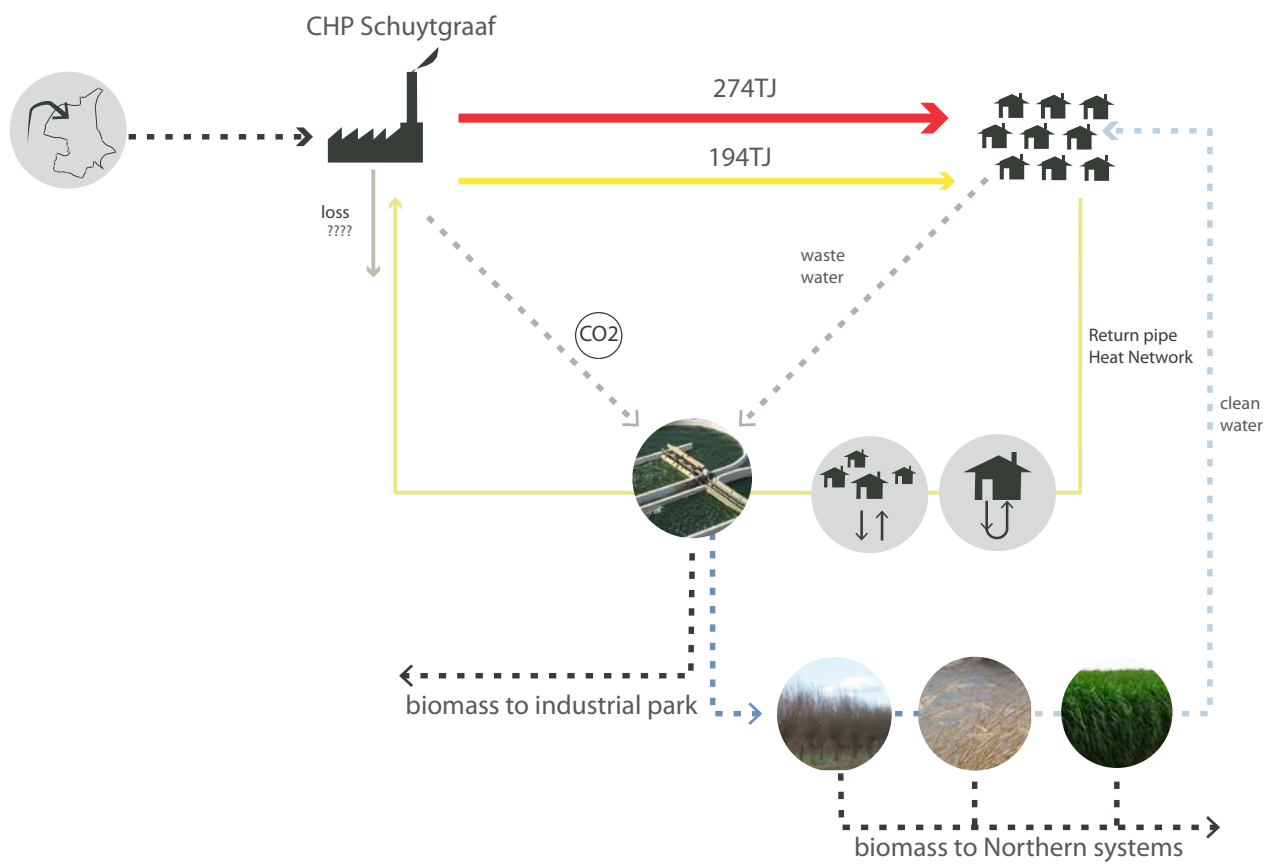 CHP Schuytgraaf
274TJ
194TJ
loss
????
waste
water
CO2
Return pipe
Heat Network
clean
water
biomass to industrial park
biomass to Northern systems